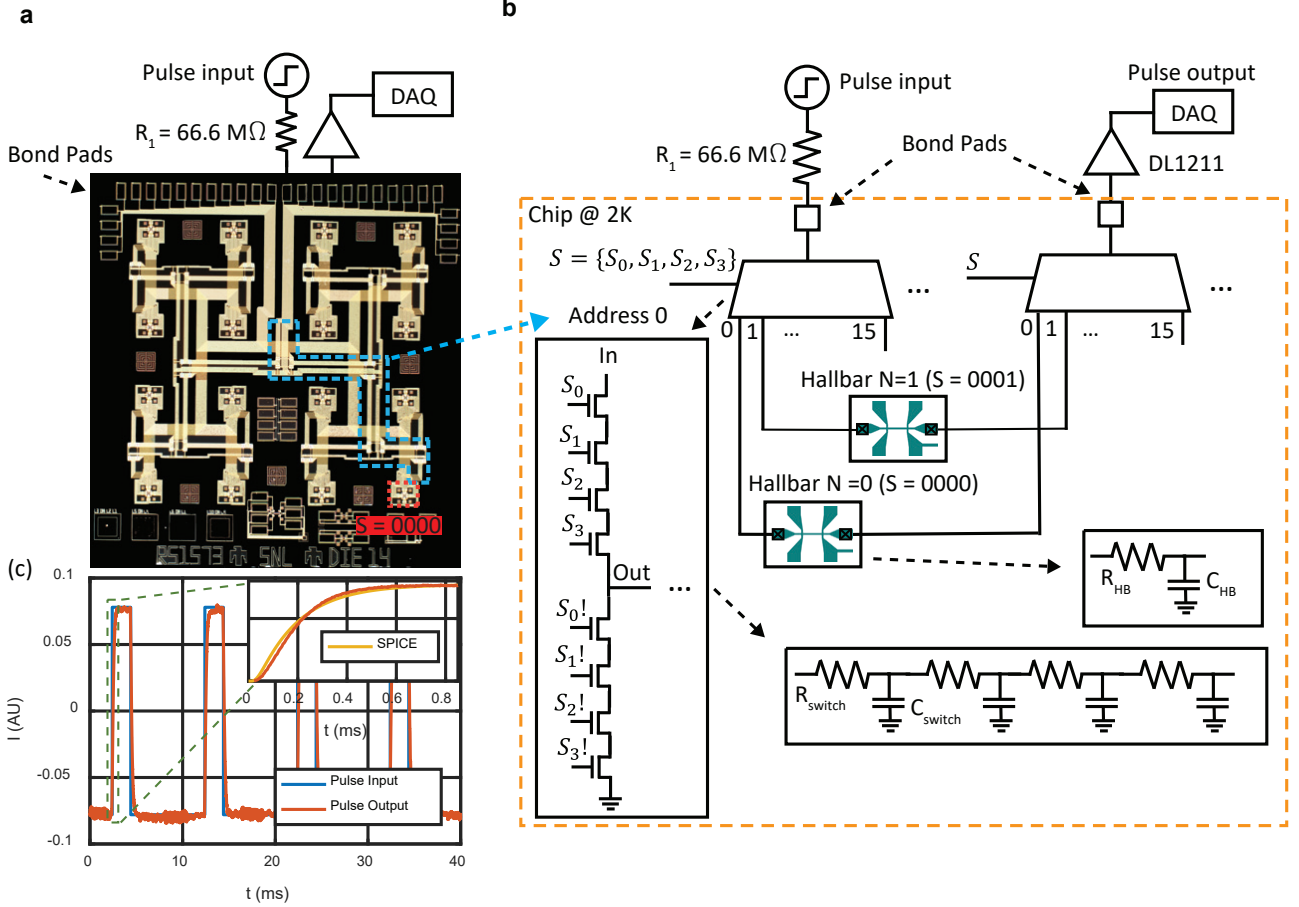 a
Pulse input
DAQ
R1 = 66.6 MΩ
Bond Pads
S = 0000
RS1573 SNL DIE 14
(c)
0.1
0.05
0
-0.05
-0.1
I (AU)
SPICE
0 0.2 0.4 0.6 0.8
t (ms)
Pulse Input
Pulse Output
0 10 20 30 40
t (ms)
b
Pulse input
Pulse output
DAQ
R1 = 66.6 MΩ
Bond Pads
DL1211
Chip @ 2K
S = {S0, S1, S2, S3}
S
...
...
Address 0
0 1 ... 15
0 1 ... 15
In
S0
S1
S2
S3
Out ...
S0!
S1!
S2!
S3!
Hallbar N=1 (S = 0001)
Hallbar N =0 (S = 0000)
RHB
CHB
Rswitch
Cswitch